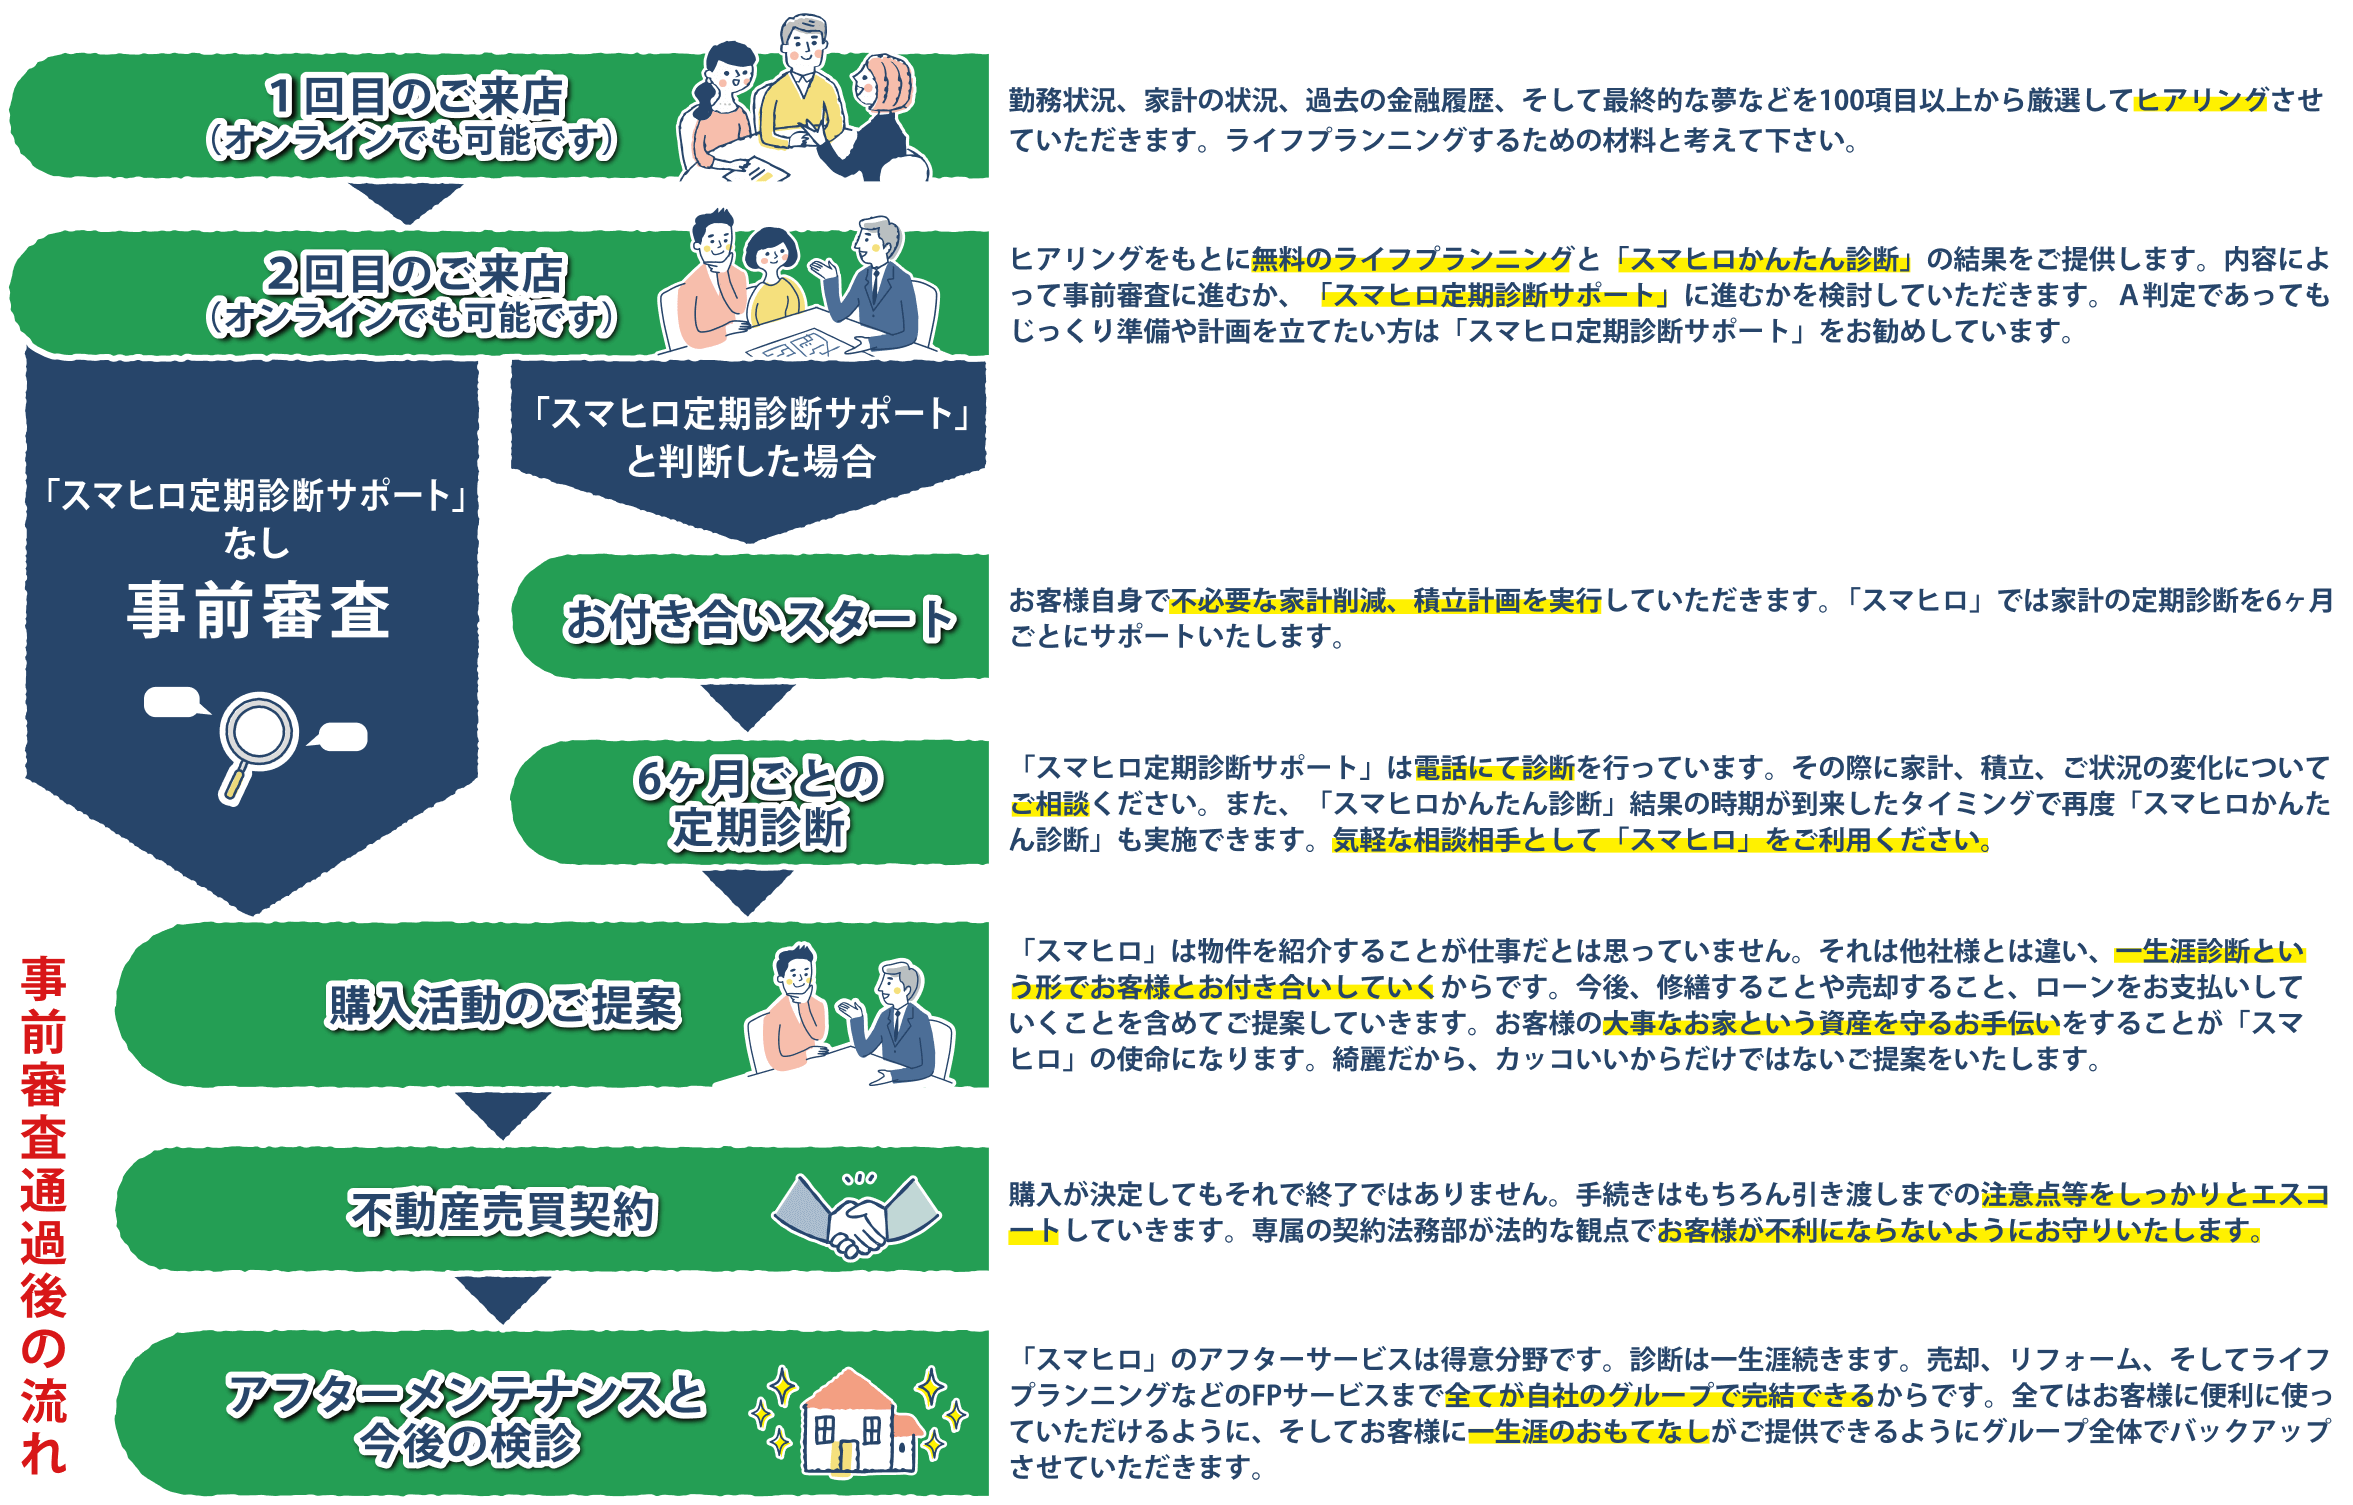 1回目のご来店
（オンラインでも可能です）
勤務状況、家計の状況、過去の金融履歴、そして最終的な夢などを100項目以上から厳選してヒアリングさせ
ていただきます。ライフプランニングするための材料と考えて下さい。
2回目のご来店
（オンラインでも可能です）
ヒアリングをもとに無料のライフプランニングと「スマヒロかんたん診断」の結果をご提供します。内容によ
って事前審査に進むか、「スマヒロ定期診断サポート」に進むかを検討していただきます。A判定であっても
じっくり準備や計画を立てたい方は「スマヒロ定期診断サポート」をお勧めしています。
「スマヒロ定期診断サポート」
なし
事前審査
「スマヒロ定期診断サポート」
と判断した場合
お付き合いスタート
お客様自身で不必要な家計削減、積立計画を実行していただきます。「スマヒロ」では家計の定期診断を6ヶ月
ごとにサポートいたします。
6ヶ月ごとの
定期診断
「スマヒロ定期診断サポート」は電話にて診断を行っています。その際に家計、積立、ご状況の変化について
ご相談ください。また、「スマヒロかんたん診断」結果の時期が到来したタイミングで再度「スマヒロかんた
ん診断」も実施できます。気軽な相談相手として「スマヒロ」をご利用ください。
事前審査通過後の流れ
購入活動のご提案
「スマヒロ」は物件を紹介することが仕事だとは思っていません。それは他社様とは違い、一生涯診断とい
う形でお客様とお付き合いしていくからです。今後、修繕することや売却すること、ローンをお支払いして
いくことを含めてご提案していきます。お客様の大事なお家という資産を守るお手伝いをすることが「スマ
ヒロ」の使命になります。綺麗だから、カッコいいからだけではないご提案をいたします。
不動産売買契約
購入が決定してもそれで終了ではありません。手続きはもちろん引き渡しまでの注意点等をしっかりとエスコ
ートしていきます。専属の契約法務部が法的な観点でお客様が不利にならないようにお守りいたします。
アフターメンテナンスと
今後の検診
「スマヒロ」のアフターサービスは得意分野です。診断は一生涯続きます。売却、リフォーム、そしてライフ
プランニングなどのFPサービスまで全てが自社のグループで完結できるからです。全てはお客様に便利に使っ
ていただけるように、そしてお客様に一生涯のおもてなしがご提供できるようにグループ全体でバックアップ
させていただきます。